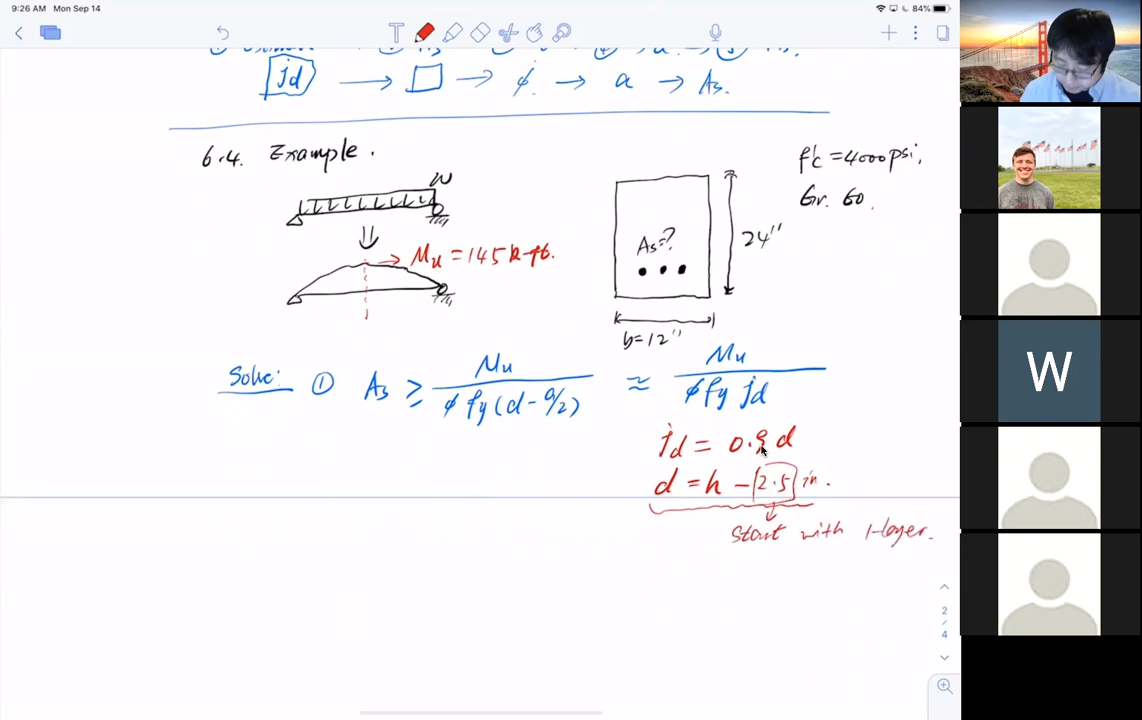 9:26 AM Mon Sep 14
84%
T
jd → □ → ϕ → a → As.
6.4. Example.
f'c = 4000 psi,
Gr. 60.
W
Mu = 145 k-ft.
As=?
24"
b=12"
Solve: ① As ≥ Mu / ϕ fy (d - a/2) ≈ Mu / ϕ fy jd
jd = 0.9 d
d = h - 2.5 in.
start with 1-layer.
W
2
/
4